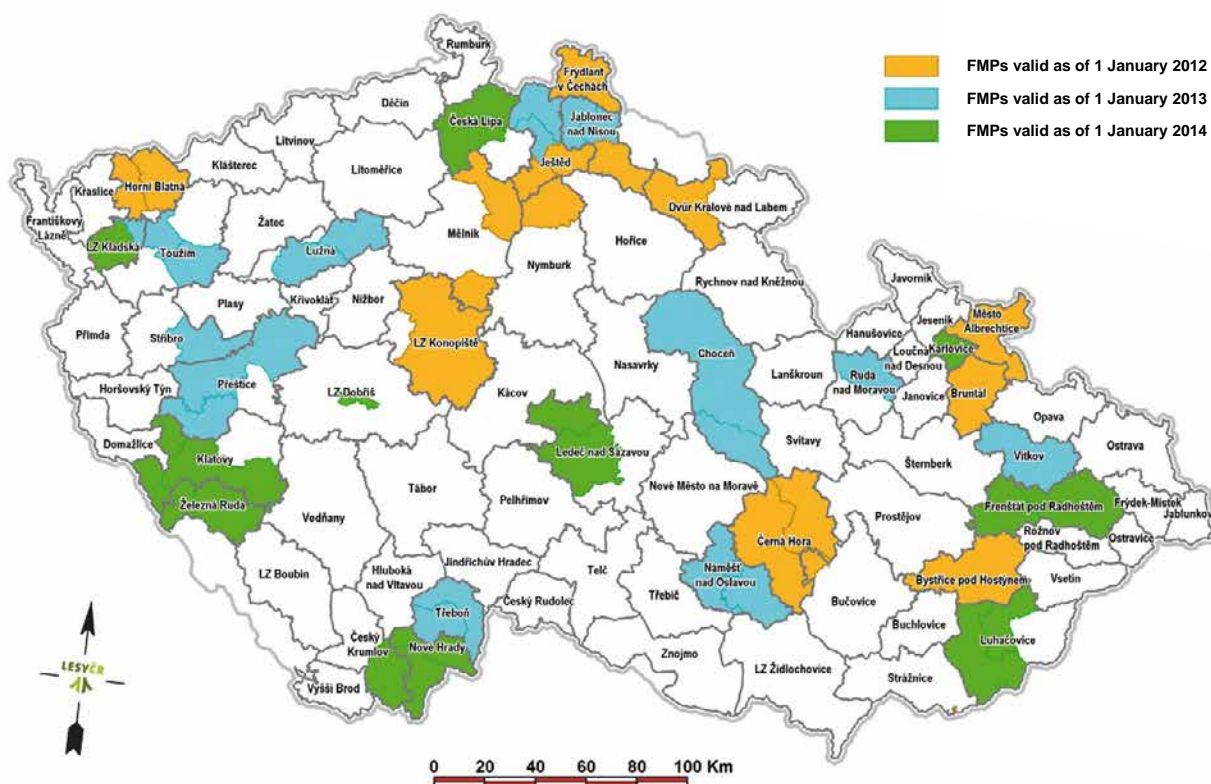 FMPs valid as of 1 January 2012
FMPs valid as of 1 January 2013
FMPs valid as of 1 January 2014
Rumburk
Frýdlant
v Čechách
Děčín
Česká Lípa
Jablonec
nad Nisou
Litvínov
Ještěd
Klášterec
Litoměřice
Kraslice
Horní Blatná
Dvůr Králové nad Labem
Františkovy
Lázně
Žatec
Mělník
Hořice
LZ Kladská
Toužim
Lužná
Nymburk
Rychnov nad Kněžnou
Javorník
Plasy
Křivoklát
Nižbor
Jeseník
Město
Albrechtice
Přimda
Stříbro
LZ Konopiště
Choceň
Hanušovice
Karlovice
Loučná
nad Desnou
Nasavrky
Lanškroun
Ruda
nad Moravou
Horšovský Týn
Přeštice
LZ Dobříš
Kácov
Janovice
Bruntál
Opava
Domažlice
Klatovy
Ledeč nad Sázavou
Svitavy
Šternberk
Vítkov
Ostrava
Tábor
Nové Město na Moravě
Železná Ruda
Pelhřimov
Prostějov
Frenštát pod Radhoštěm
Frýdek-Místek
Jablunkov
Vodňany
Černá Hora
Rožnov
pod Radhoštěm
Ostravice
Jindřichův Hradec
LZ Boubín
Hluboká
nad Vltavou
Telč
Náměšť
nad Oslavou
Bystřice pod Hostýnem
Vsetín
Třebíč
Český Rudolec
Bučovice
Třeboň
Buchlovice
Český
Krumlov
Nové Hrady
Luhačovice
Znojmo
LZ Židlochovice
Strážnice
Vyšší Brod
LESYČR
0 20 40 60 80 100 Km